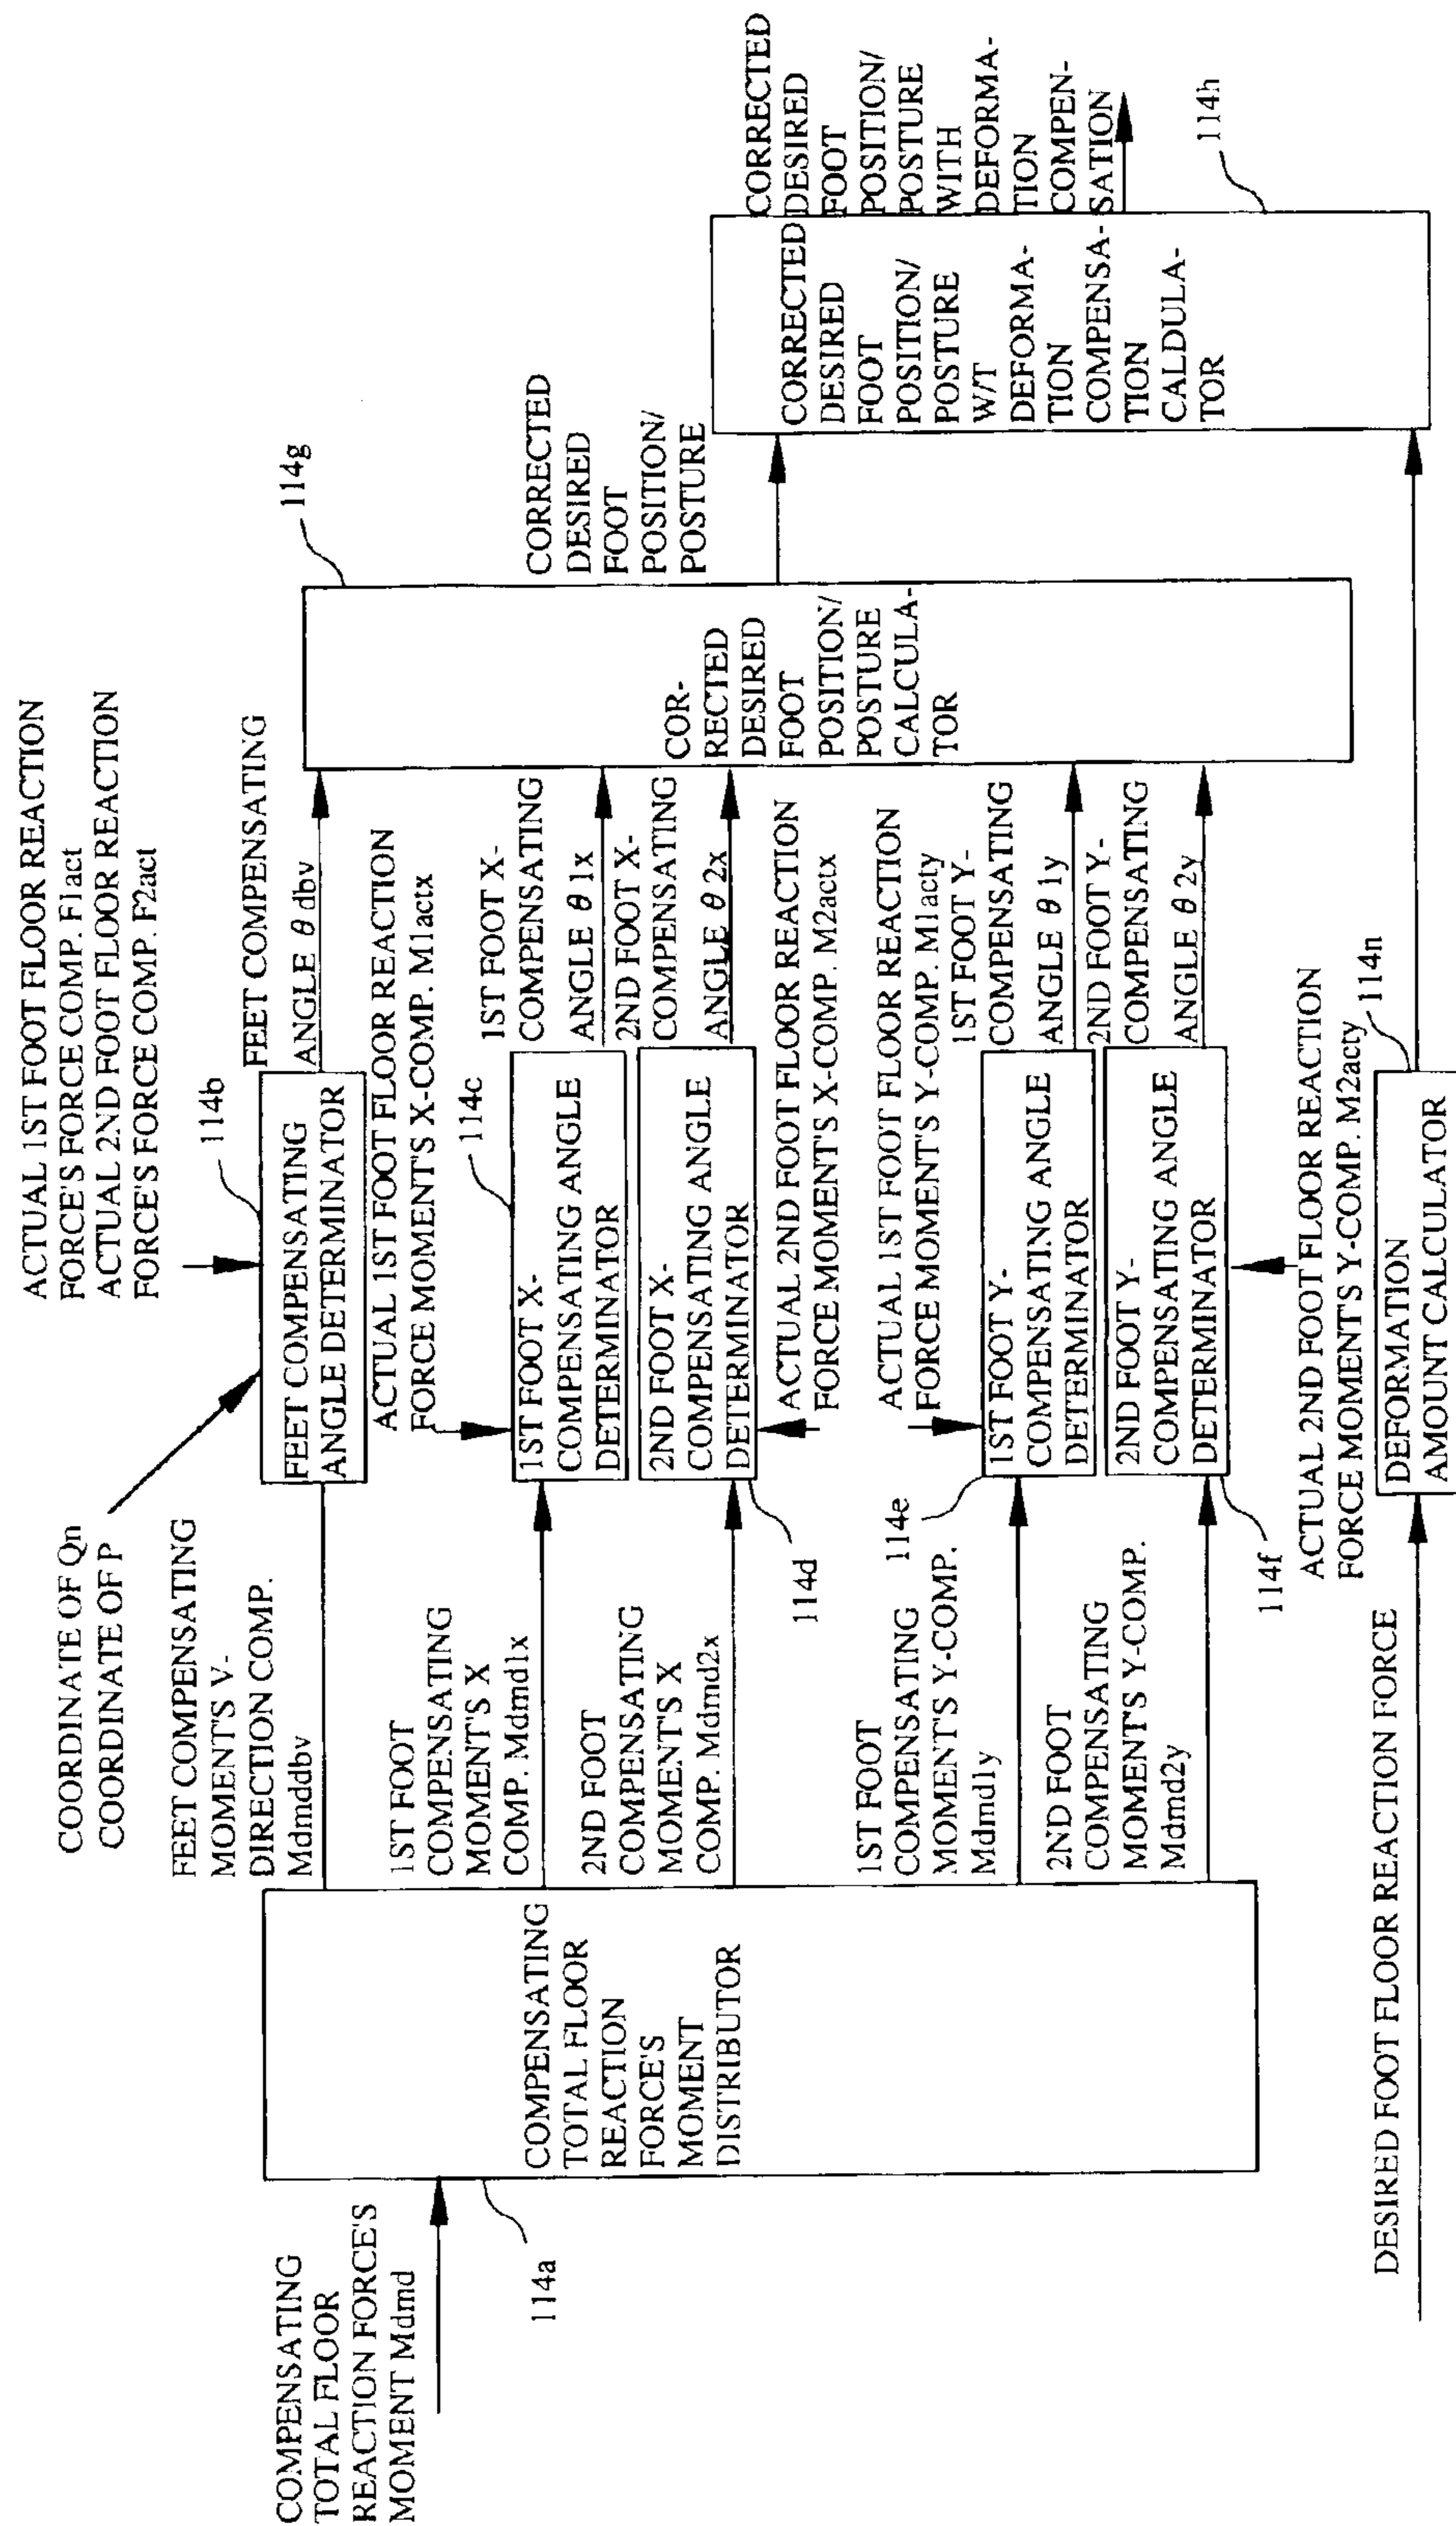 COMPENSATING
TOTAL FLOOR
REACTION FORCE'S
MOMENT Mdmd
114a
COMPENSATING
TOTAL FLOOR
REACTION
FORCE'S
MOMENT
DISTRIBUTOR
COORDINATE OF Qn
COORDINATE OF P
FEET COMPENSATING
MOMENT'S V-
DIRECTION COMP.
Mdmddbv
1ST FOOT
COMPENSATING
MOMENT'S X
COMP. Mdmd1x
2ND FOOT
COMPENSATING
MOMENT'S X
COMP. Mdmd2x
1ST FOOT
COMPENSATING
MOMENT'S Y-COMP.
Mdmd1y
2ND FOOT
COMPENSATING
MOMENT'S Y-COMP.
Mdmd2y
DESIRED FOOT FLOOR REACTION FORCE
ACTUAL 1ST FOOT FLOOR REACTION
FORCE'S FORCE COMP. F1act
ACTUAL 2ND FOOT FLOOR REACTION
FORCE'S FORCE COMP. F2act
114b
FEET COMPENSATING
ANGLE DETERMINATOR
ACTUAL 1ST FOOT FLOOR REACTION
FORCE MOMENT'S X-COMP. M1actx
114c
1ST FOOT X-
COMPENSATING ANGLE
DETERMINATOR
2ND FOOT X-
COMPENSATING ANGLE
DETERMINATOR
114d
ACTUAL 2ND FOOT FLOOR REACTION
FORCE MOMENT'S X-COMP. M2actx
ACTUAL 1ST FOOT FLOOR REACTION
FORCE MOMENT'S Y-COMP. M1acty
114e
1ST FOOT Y-
COMPENSATING ANGLE
DETERMINATOR
2ND FOOT Y-
COMPENSATING ANGLE
DETERMINATOR
114f
ACTUAL 2ND FOOT FLOOR REACTION
FORCE MOMENT'S Y-COMP. M2acty
114n
DEFORMATION
AMOUNT CALCULATOR
FEET COMPENSATING
ANGLE θ dbv
1ST FOOT X-
COMPENSATING
ANGLE θ 1x
2ND FOOT X-
COMPENSATING
ANGLE θ 2x
1ST FOOT Y-
COMPENSATING
ANGLE θ 1y
2ND FOOT Y-
COMPENSATING
ANGLE θ 2y
114g
COR-
RECTED
DESIRED
FOOT
POSITION/
POSTURE
CALCULA-
TOR
CORRECTED
DESIRED
FOOT
POSITION/
POSTURE
CORRECTED
DESIRED
FOOT
POSITION/
POSTURE
W/T
DEFORMA-
TION
COMPENSA-
TION
CALDULA-
TOR
114h
CORRECTED
DESIRED
FOOT
POSITION/
POSTURE
WITH
DEFORMA-
TION
COMPEN-
SATION